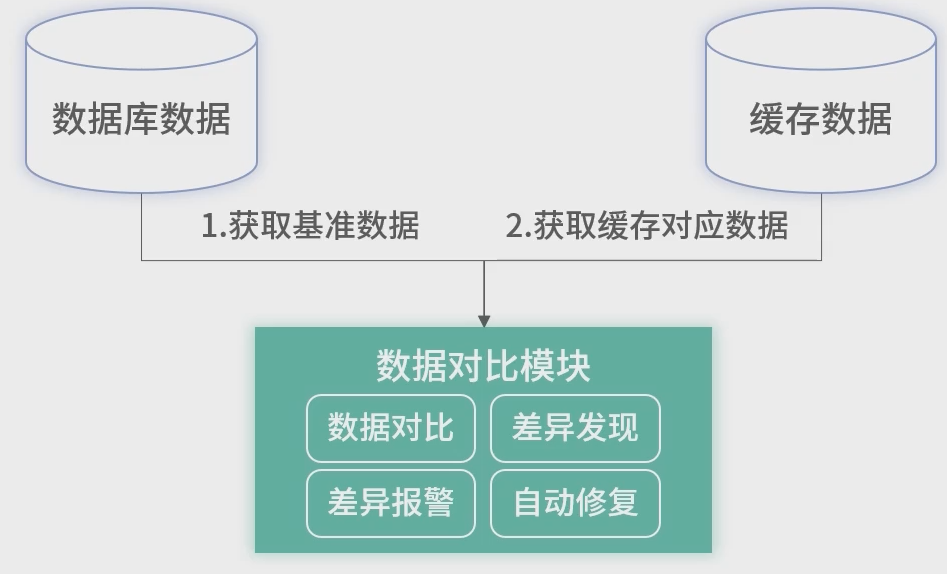 数据库数据
缓存数据
1.获取基准数据
2.获取缓存对应数据
数据对比模块
数据对比
差异发现
差异报警
自动修复